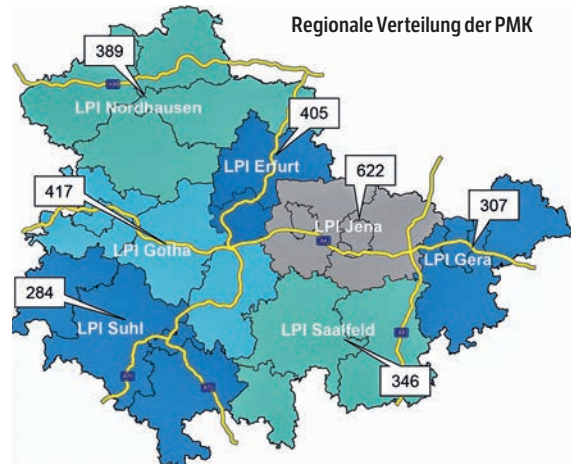 Regionale Verteilung der PMK
389
LPI Nordhausen
405
LPI Erfurt
417
LPI Gotha
622
LPI Jena
307
LPI Gera
284
LPI Suhl
LPI Saalfeld
346